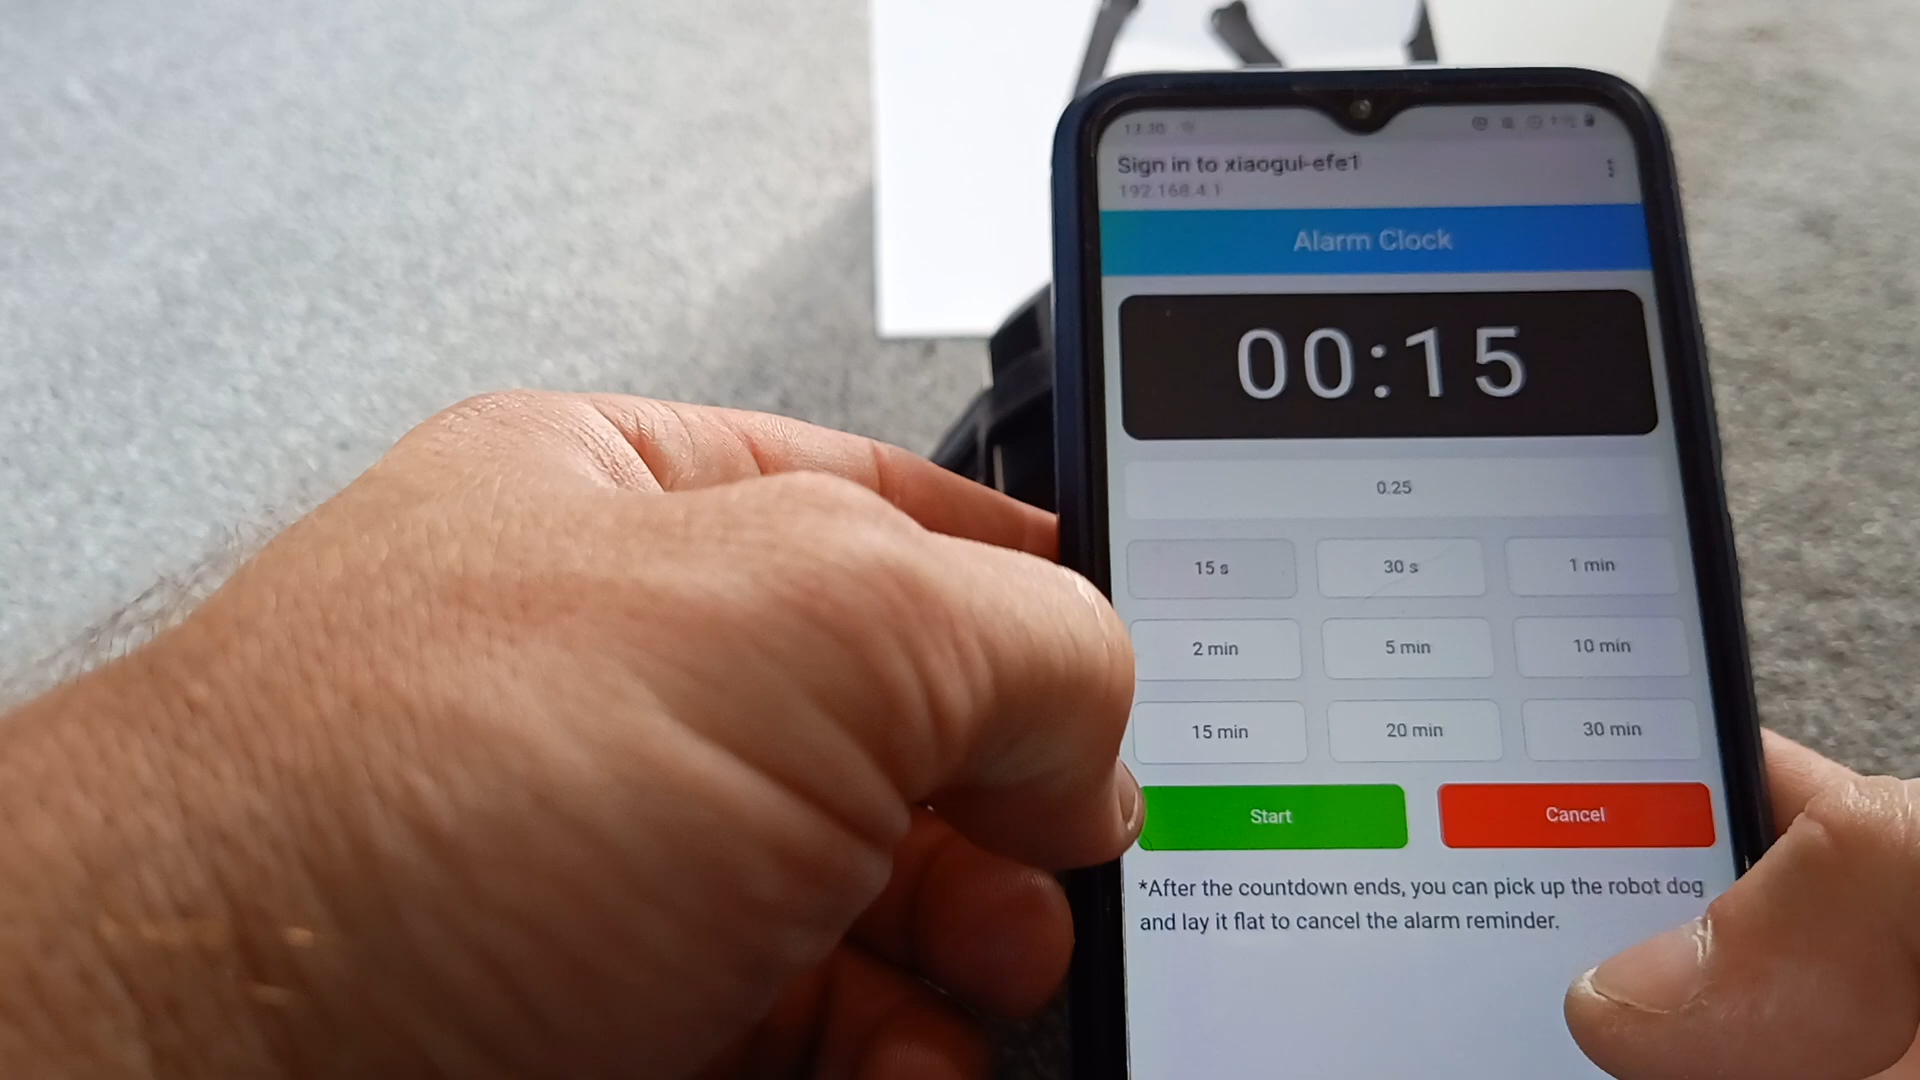 17:30
Sign in to xiaogui-efe1
192.168.4.1
Alarm Clock
00:15
0.25
15 s
30 s
1 min
2 min
5 min
10 min
15 min
20 min
30 min
Start
Cancel
*After the countdown ends, you can pick up the robot dog
and lay it flat to cancel the alarm reminder.